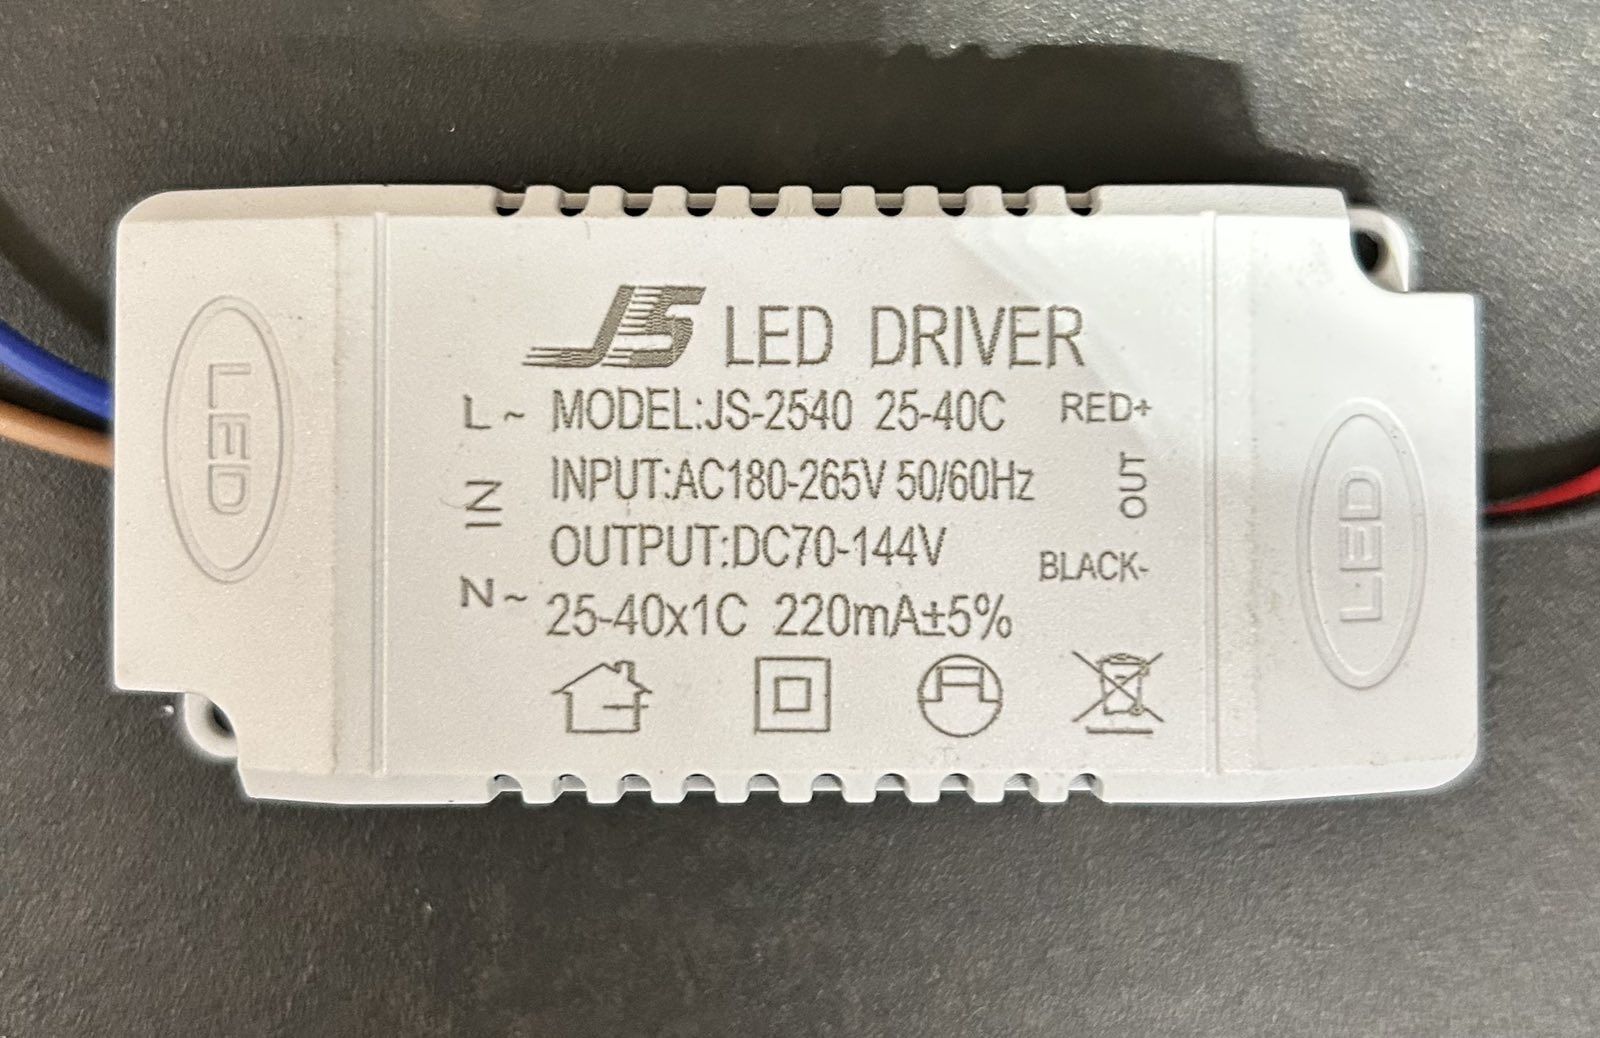 JS LED DRIVER
L ~ MODEL:JS-2540 25-40C RED+
IN INPUT:AC180-265V 50/60Hz OUT
OUTPUT:DC70-144V BLACK-
N ~ 25-40x1C 220mA±5%
LED
LED